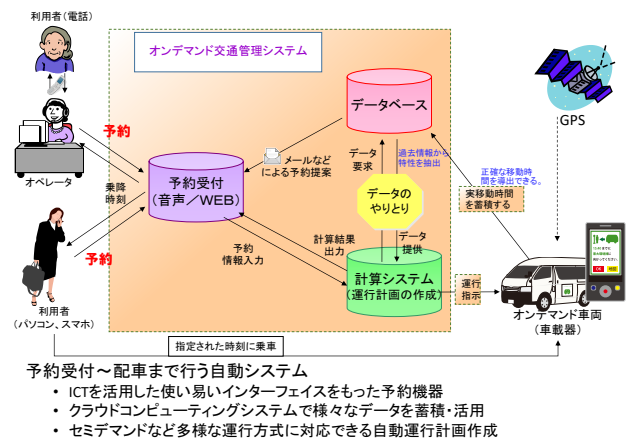 利用者(電話)
オンデマンド交通管理システム
データベース
GPS
予約
オペレータ
メールなど
による予約提案
データ
要求
過去情報から
特性を抽出
正確な移動時
間を導出できる。
実移動時間
を蓄積する
予約受付
(音声／WEB)
乗降
時刻
データの
やりとり
データ
提供
予約
予約
情報入力
計算結果
出力
計算システム
(運行計画の作成)
運行
指示
利用者
(パソコン、スマホ)
オンデマンド車両
(車載器)
指定された時刻に乗車
予約受付～配車まで行う自動システム
• ICTを活用した使い易いインターフェイスをもった予約機器
• クラウドコンピューティングシステムで様々なデータを蓄積・活用
• セミデマンドなど多様な運行方式に対応できる自動運行計画作成